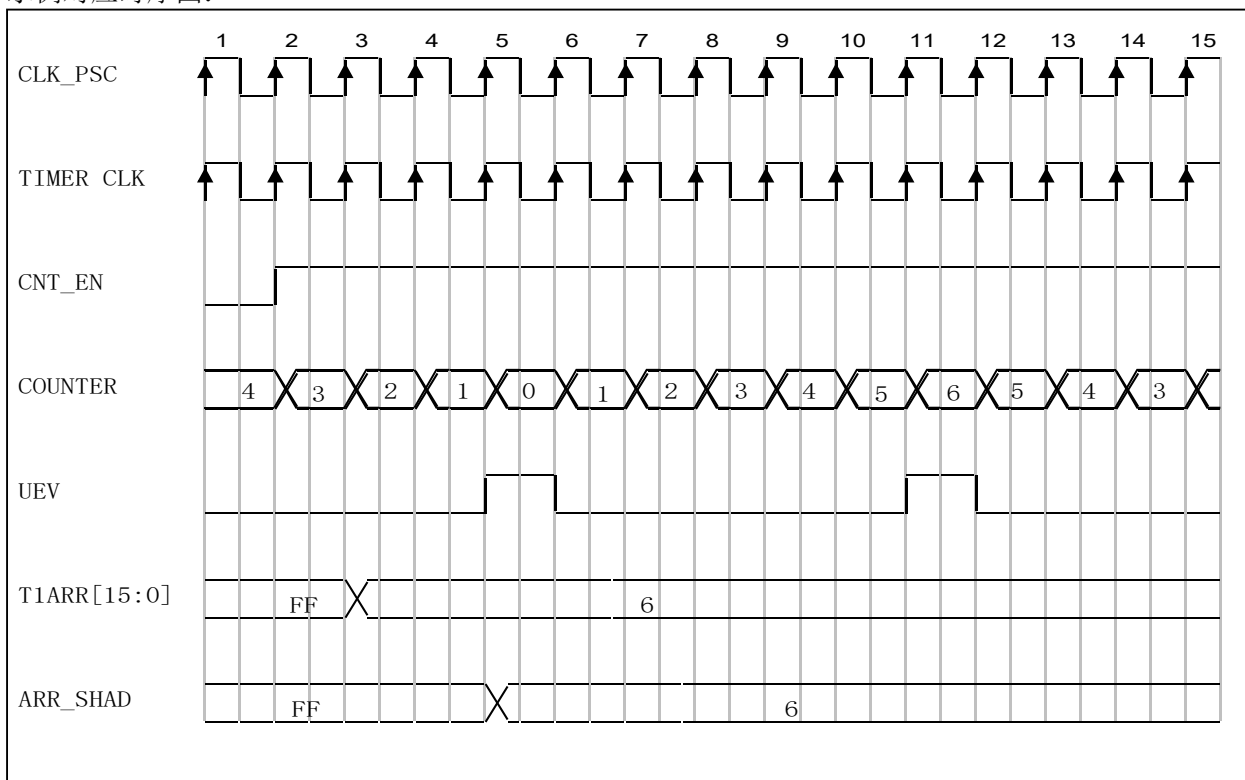 1 2 3 4 5 6 7 8 9 10 11 12 13 14 15
CLK_PSC
TIMER CLK
CNT_EN
COUNTER 4 3 2 1 0 1 2 3 4 5 6 5 4 3
UEV
T1ARR[15:0] FF 6
ARR_SHAD FF 6